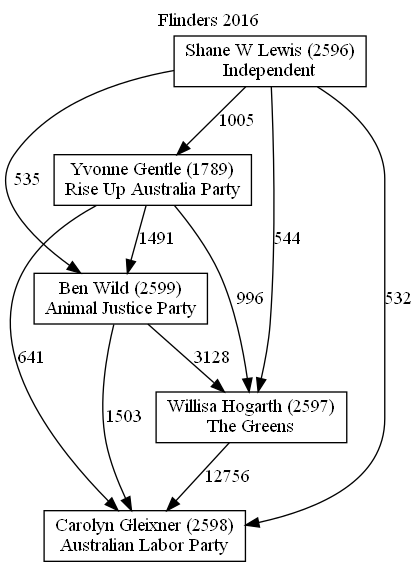 Flinders 2016
Shane W Lewis (2596)
Independent
1005
Yvonne Gentle (1789)
Rise Up Australia Party
535
1491
544
Ben Wild (2599)
Animal Justice Party
996
532
641
3128
1503
Willisa Hogarth (2597)
The Greens
12756
Carolyn Gleixner (2598)
Australian Labor Party